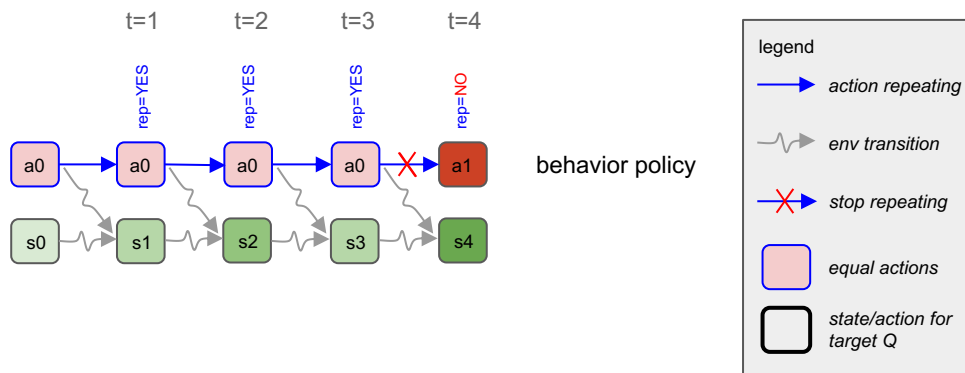 t=1 t=2 t=3 t=4
rep=YES rep=YES rep=YES rep=NO
a0 a0 a0 a0 a1
behavior policy
s0 s1 s2 s3 s4
legend
action repeating
env transition
stop repeating
equal actions
state/action for
target Q